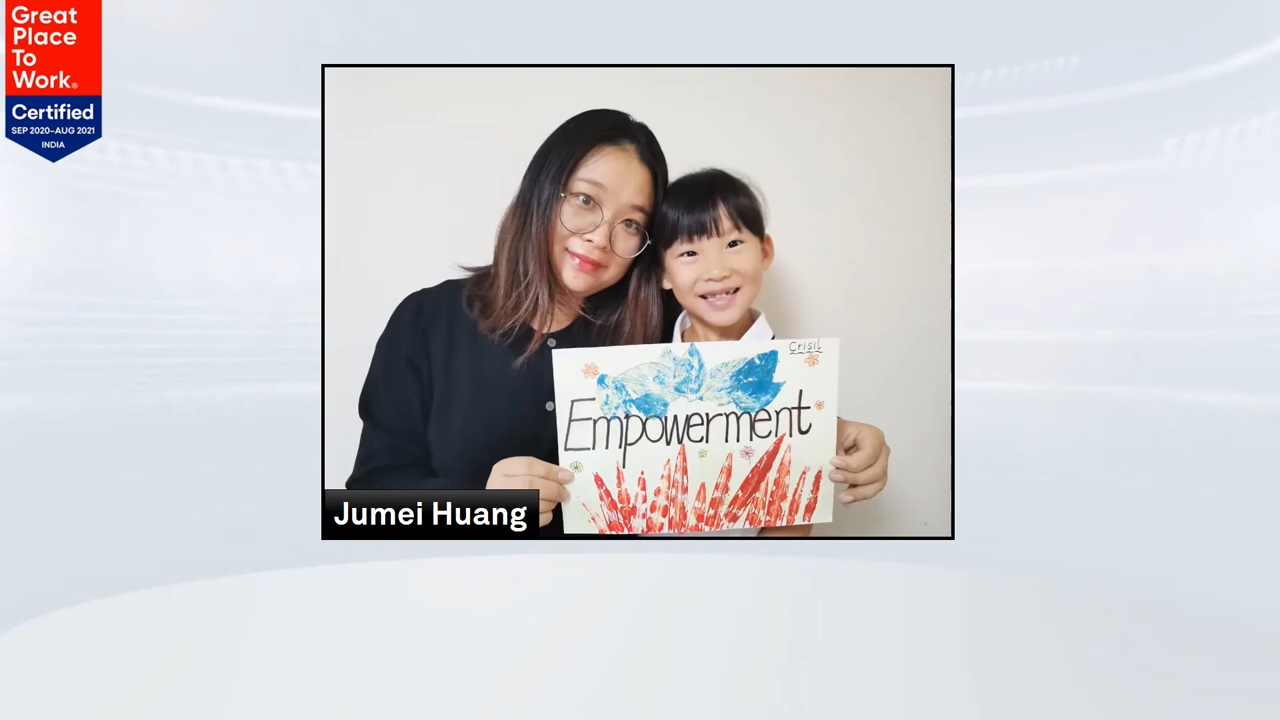 Great
Place
To
Work®
Certified
SEP 2020–AUG 2021
INDIA
Crisil
Empowerment
Jumei Huang